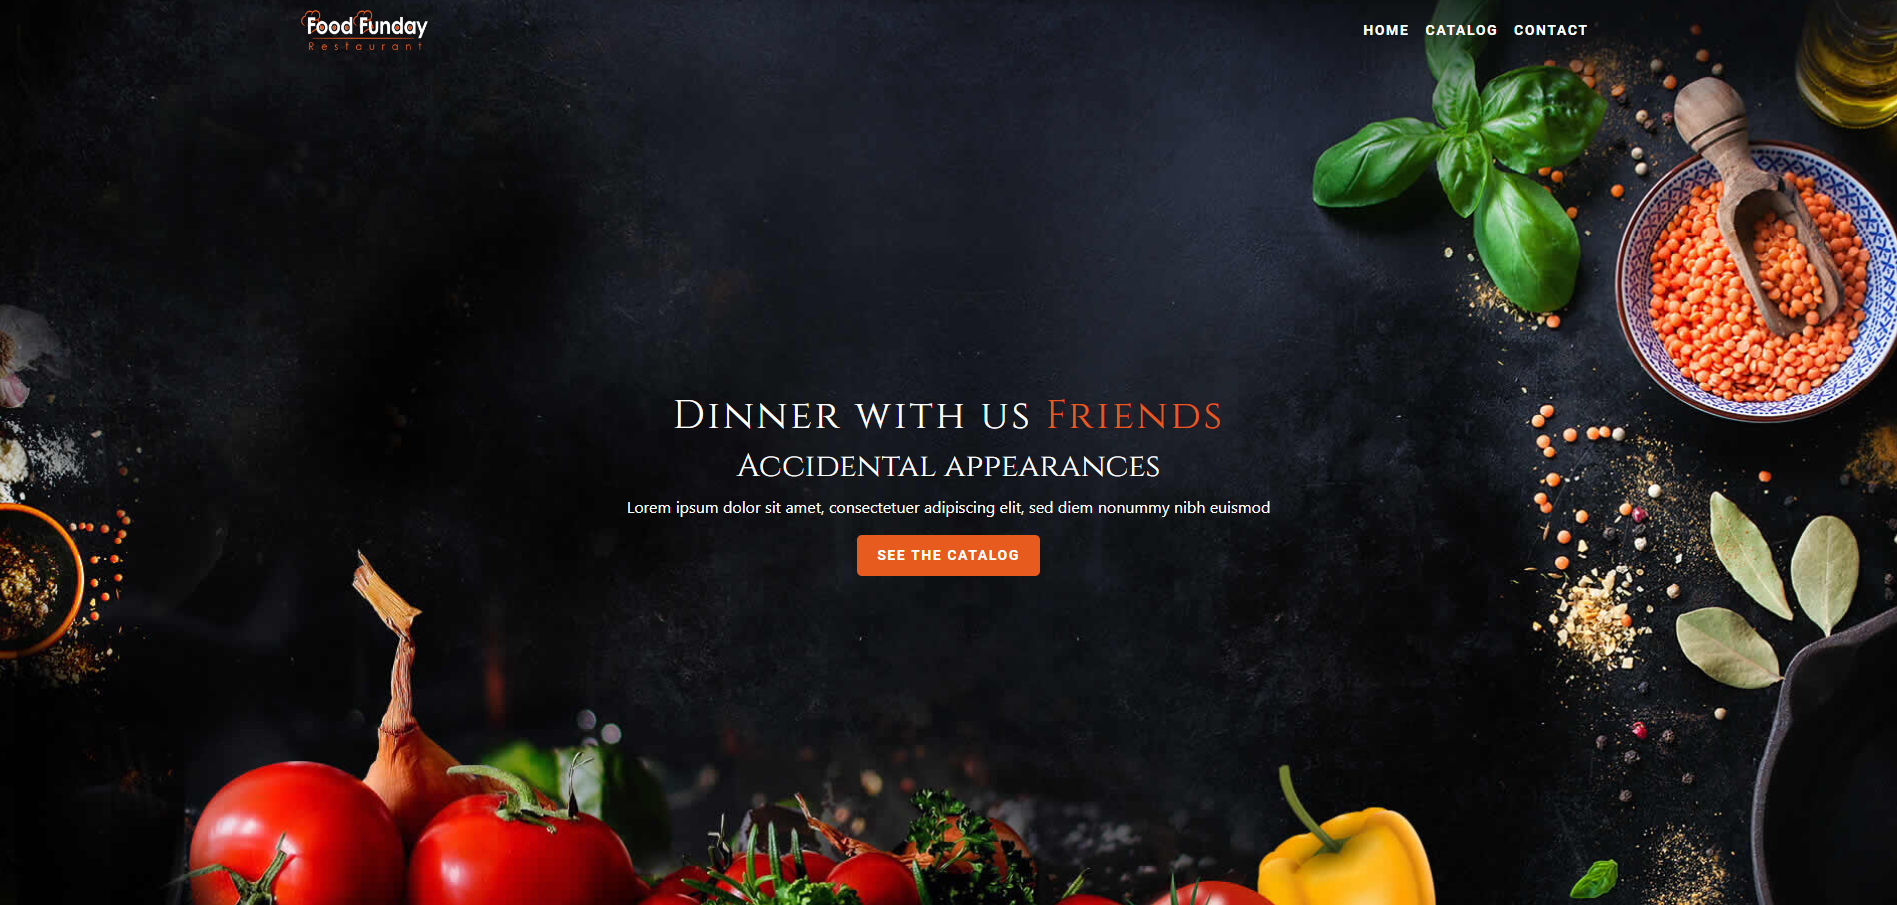 Food Funday
Restaurant
HOME CATALOG CONTACT
Dinner with us Friends
Accidental appearances
Lorem ipsum dolor sit amet, consectetuer adipiscing elit, sed diem nonummy nibh euismod
SEE THE CATALOG